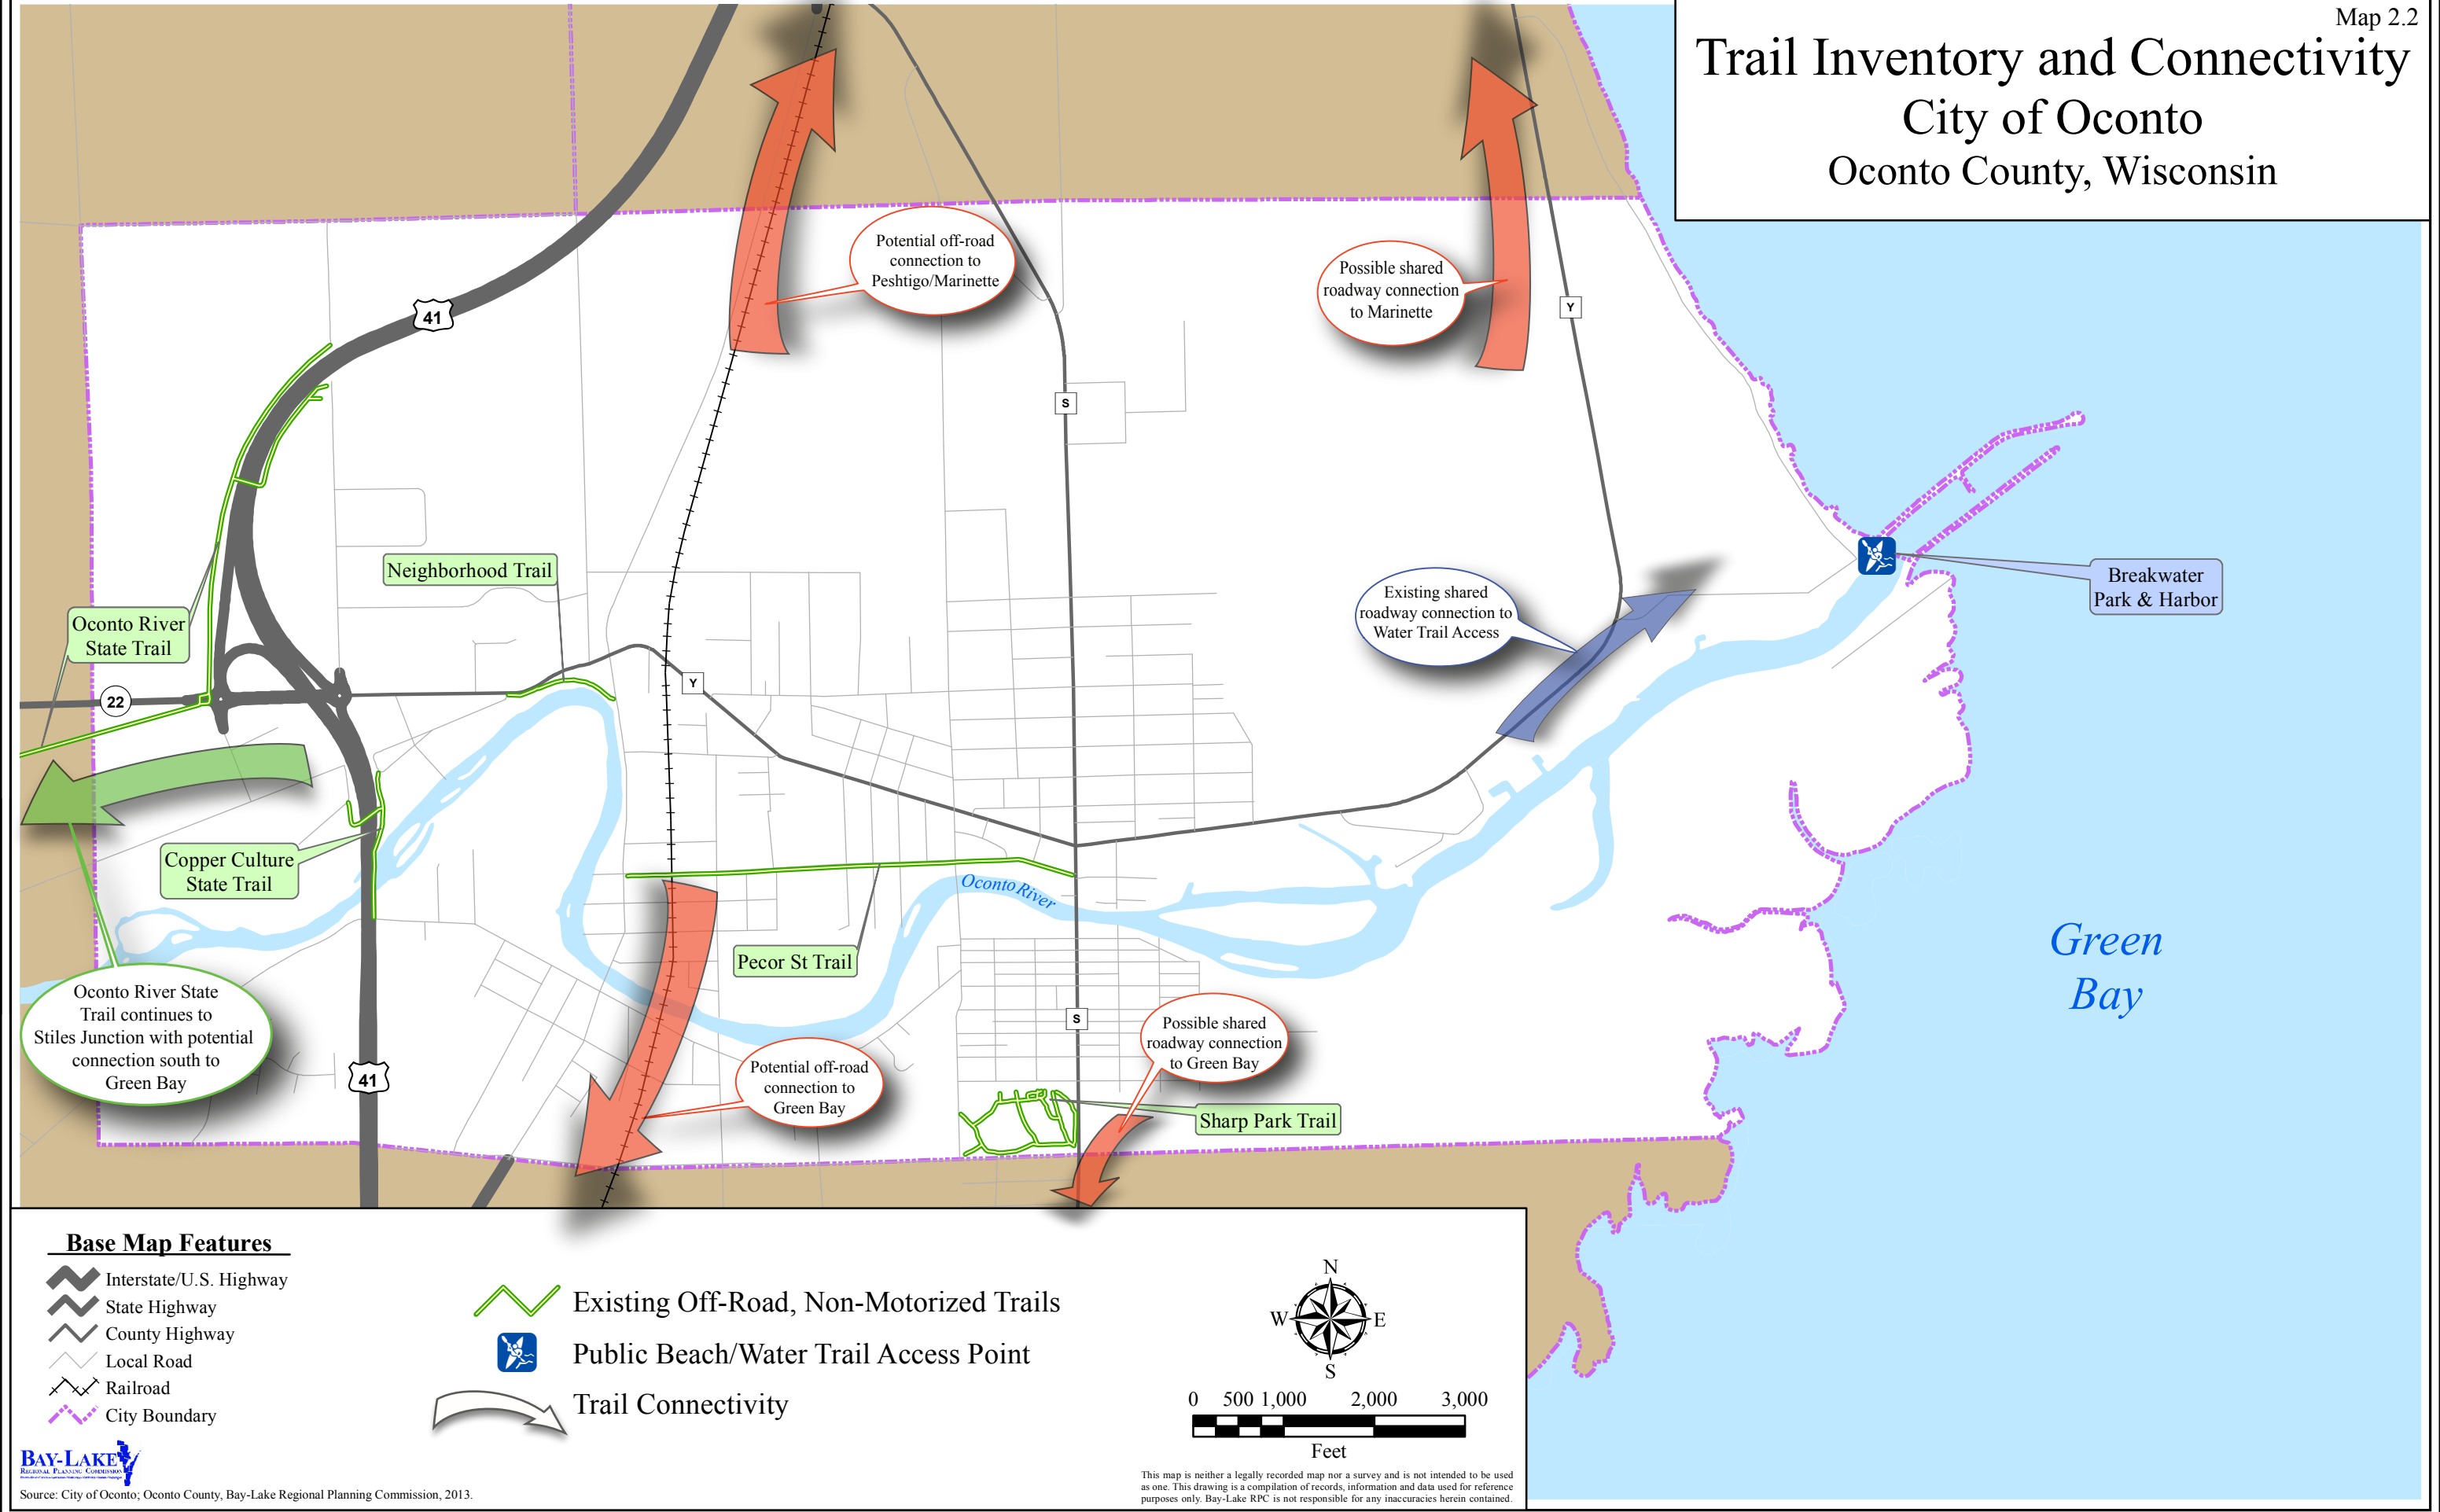 Map 2.2
Trail Inventory and Connectivity
City of Oconto
Oconto County, Wisconsin
Potential off-road
connection to
Peshtigo/Marinette
Possible shared
roadway connection
to Marinette
41
Y
S
Neighborhood Trail
Oconto River
State Trail
Existing shared
roadway connection to
Water Trail Access
Breakwater
Park & Harbor
22
Y
Copper Culture
State Trail
Oconto River
Pecor St Trail
Green
Bay
Oconto River State
Trail continues to
Stiles Junction with potential
connection south to
Green Bay
41
S
Possible shared
roadway connection
to Green Bay
Potential off-road
connection to
Green Bay
Sharp Park Trail
Base Map Features
Interstate/U.S. Highway
State Highway
County Highway
Local Road
Railroad
City Boundary
Existing Off-Road, Non-Motorized Trails
Public Beach/Water Trail Access Point
Trail Connectivity
N
W E
S
0 500 1,000 2,000 3,000
Feet
BAY-LAKE
REGIONAL PLANNING COMMISSION
Source: City of Oconto; Oconto County, Bay-Lake Regional Planning Commission, 2013.
This map is neither a legally recorded map nor a survey and is not intended to be used
as one. This drawing is a compilation of records, information and data used for reference
purposes only. Bay-Lake RPC is not responsible for any inaccuracies herein contained.